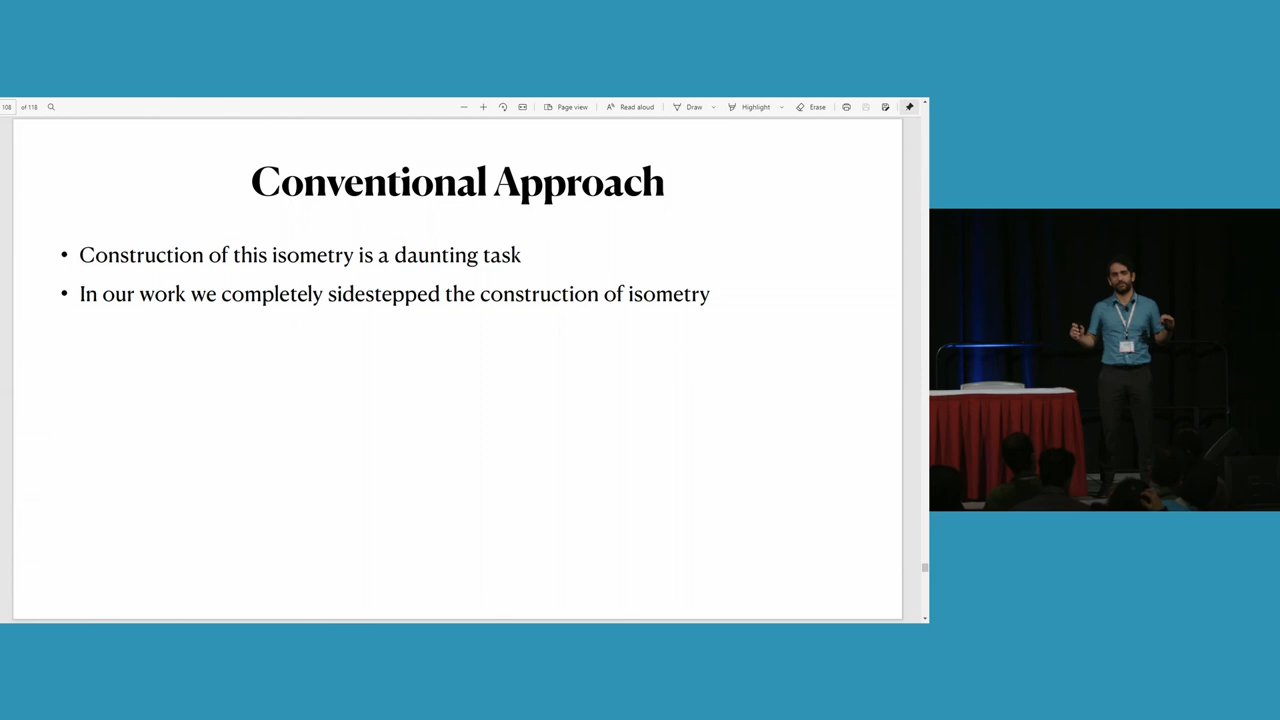 108 of 118 Page view Read aloud Draw Highlight Erase
Conventional Approach
• Construction of this isometry is a daunting task
• In our work we completely sidestepped the construction of isometry